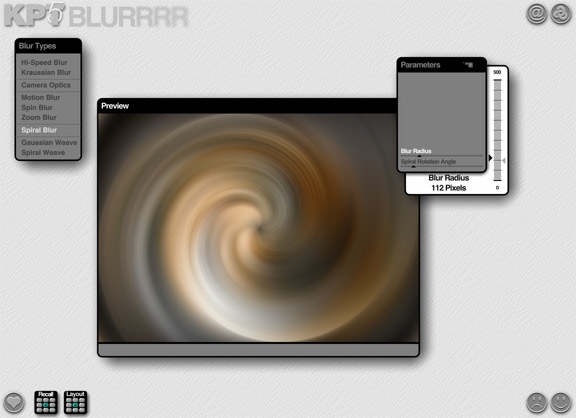 KP5 BLURRRR
Blur Types
Hi-Speed Blur
Kraussian Blur
Camera Optics
Motion Blur
Spin Blur
Zoom Blur
Spiral Blur
Gaussian Weave
Spiral Weave
Preview
Parameters
Blur Radius
Spiral Rotation Angle
500
0
Blur Radius
112 Pixels
@
Recall
Layout